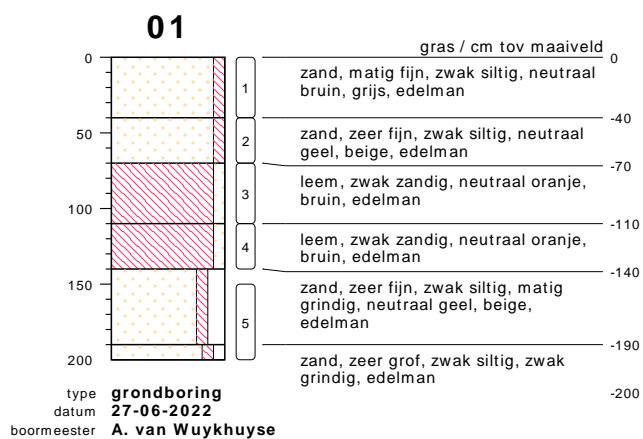 01
gras / cm tov maaiveld
0
0
zand, matig fijn, zwak siltig, neutraal
bruin, grijs, edelman
1
-40
50
2
zand, zeer fijn, zwak siltig, neutraal
geel, beige, edelman
-70
3
leem, zwak zandig, neutraal oranje,
bruin, edelman
100
-110
4
leem, zwak zandig, neutraal oranje,
bruin, edelman
-140
150
zand, zeer fijn, zwak siltig, matig
grindig, neutraal geel, beige,
edelman
5
-190
200
zand, zeer grof, zwak siltig, zwak
grindig, edelman
-200
type grondboring
datum 27-06-2022
boormeester A. van Wuykhuyse